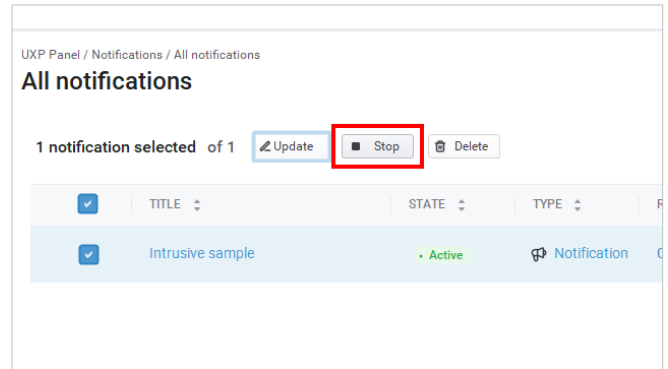 UXP Panel / Notifications / All notifications
All notifications
1 notification selected of 1 Update Stop Delete
TITLE STATE TYPE
Intrusive sample • Active Notification